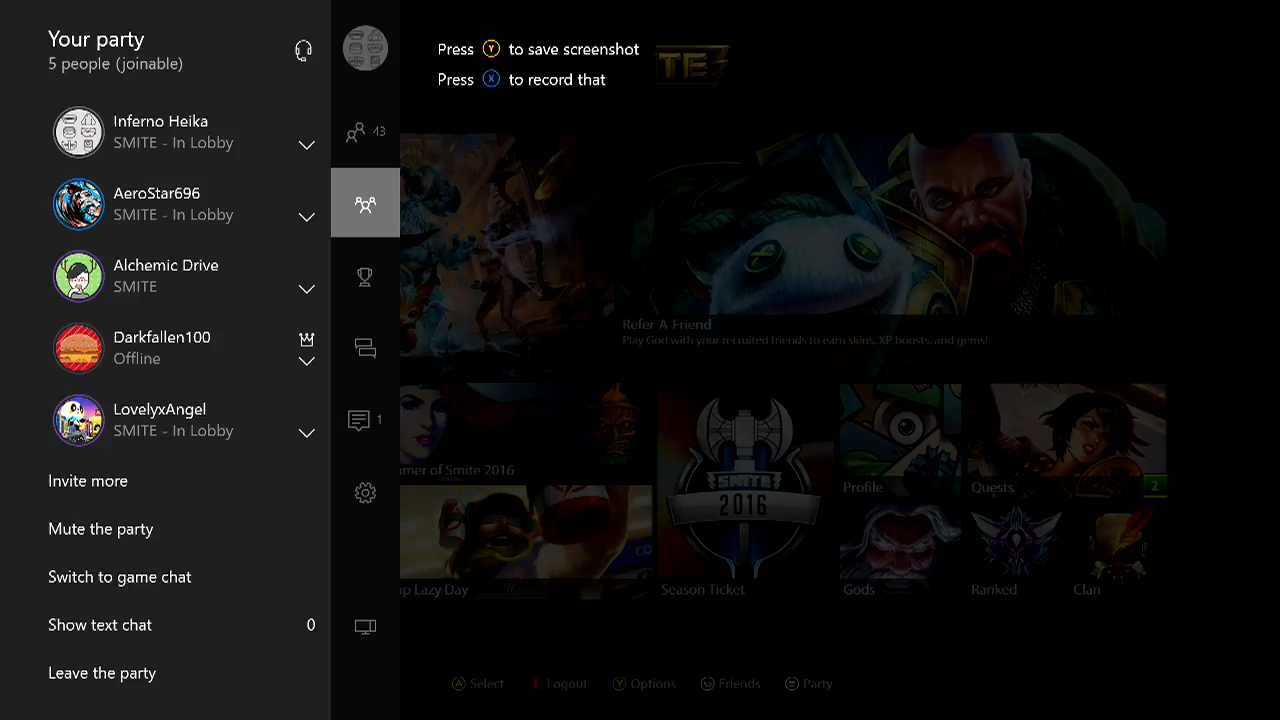 Your party
5 people (joinable)
Inferno Heika
SMITE - In Lobby
AeroStar696
SMITE - In Lobby
Alchemic Drive
SMITE
Darkfallen100
Offline
LovelyxAngel
SMITE - In Lobby
Invite more
Mute the party
Switch to game chat
Show text chat 0
Leave the party
43
1
Press Y to save screenshot
Press X to record that
TE
Refer A Friend
Play God with your recruited friends to earn skins, XP boosts, and gems!
mer of Smite 2016
SMITE
2016
Profile
Quests
2
p Lazy Day
Season Ticket
Gods
Ranked
Clan
A Select X Logout Y Options Friends Party